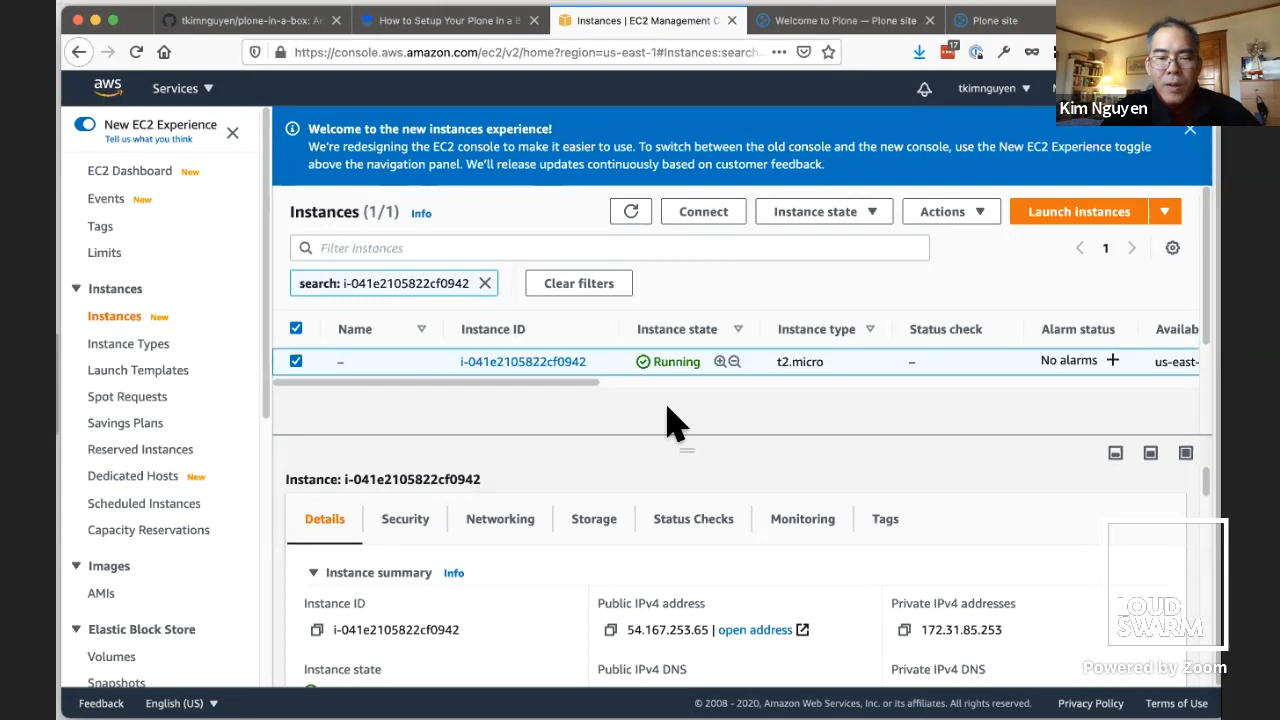 tkimnguyen/plone-in-a-box: A
How to Setup Your Plone in a B
Instances | EC2 Management C
Welcome to Plone — Plone site
Plone site
https://console.aws.amazon.com/ec2/v2/home?region=us-east-1#Instances:search
17
Kim Nguyen
aws
Services
tkimnguyen
New EC2 Experience
Tell us what you think
Welcome to the new instances experience!
We're redesigning the EC2 console to make it easier to use. To switch between the old console and the new console, use the New EC2 Experience toggle
above the navigation panel. We'll release updates continuously based on customer feedback.
EC2 Dashboard New
Events New
Tags
Limits
Instances
Instances New
Instance Types
Launch Templates
Spot Requests
Savings Plans
Reserved Instances
Dedicated Hosts New
Scheduled Instances
Capacity Reservations
Images
AMIs
Elastic Block Store
Volumes
Snapshots
Instances (1/1) Info
Connect
Instance state
Actions
Launch instances
Filter instances
1
search: i-041e2105822cf0942
Clear filters
Name
Instance ID
Instance state
Instance type
Status check
Alarm status
Availab
–
i-041e2105822cf0942
Running
t2.micro
–
No alarms +
us-east-
Instance: i-041e2105822cf0942
Details
Security
Networking
Storage
Status Checks
Monitoring
Tags
Instance summary Info
Instance ID
Public IPv4 address
Private IPv4 addresses
i-041e2105822cf0942
54.167.253.65 | open address
172.31.85.253
Instance state
Public IPv4 DNS
Private IPv4 DNS
LOUD
SWARM
Powered by Zoom
Feedback
English (US)
© 2008 - 2020, Amazon Web Services, Inc. or its affiliates. All rights reserved.
Privacy Policy
Terms of Use